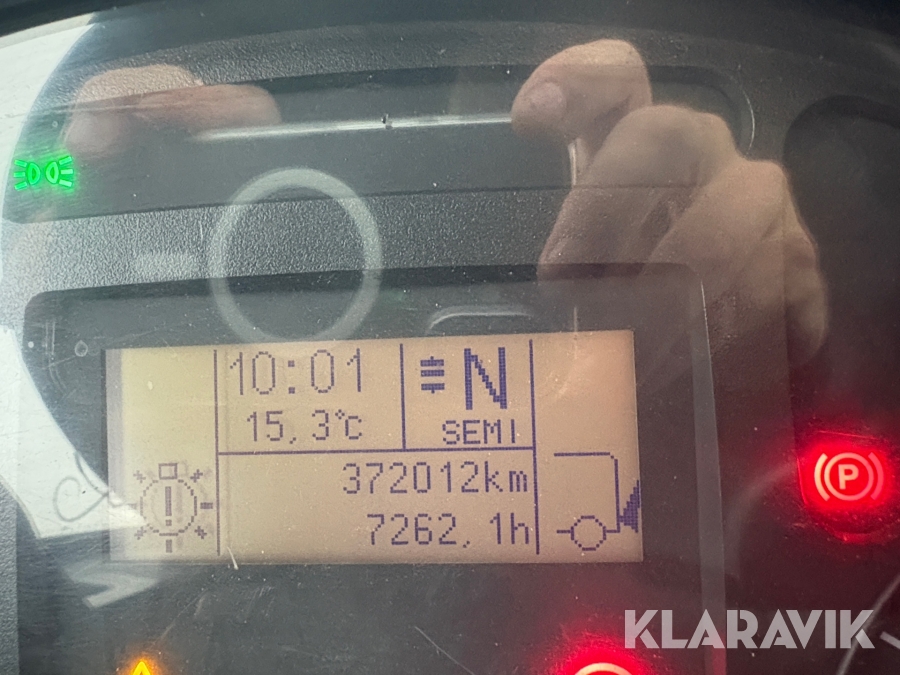 10:01
15,3°C
N
SEMI
372012km
7262,1h
P
KLARAVIK